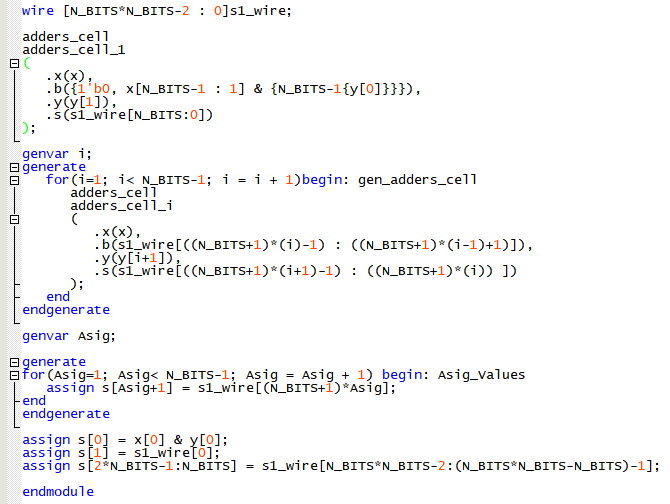 wire [N_BITS*N_BITS-2 : 0]s1_wire;
adders_cell
adders_cell_1
(
.x(x),
.b({1'b0, x[N_BITS-1 : 1] & {N_BITS-1{y[0]}}}),
.y(y[1]),
.s(s1_wire[N_BITS:0])
);
genvar i;
generate
for(i=1; i< N_BITS-1; i = i + 1)begin: gen_adders_cell
adders_cell
adders_cell_i
(
.x(x),
.b(s1_wire[((N_BITS+1)*(i)-1) : ((N_BITS+1)*(i-1)+1)]),
.y(y[i+1]),
.s(s1_wire[((N_BITS+1)*(i+1)-1) : ((N_BITS+1)*(i)) ])
);
end
endgenerate
genvar Asig;
generate
for(Asig=1; Asig< N_BITS-1; Asig = Asig + 1) begin: Asig_Values
assign s[Asig+1] = s1_wire[(N_BITS+1)*Asig];
end
endgenerate
assign s[0] = x[0] & y[0];
assign s[1] = s1_wire[0];
assign s[2*N_BITS-1:N_BITS] = s1_wire[N_BITS*N_BITS-2:(N_BITS*N_BITS-N_BITS)-1];
endmodule